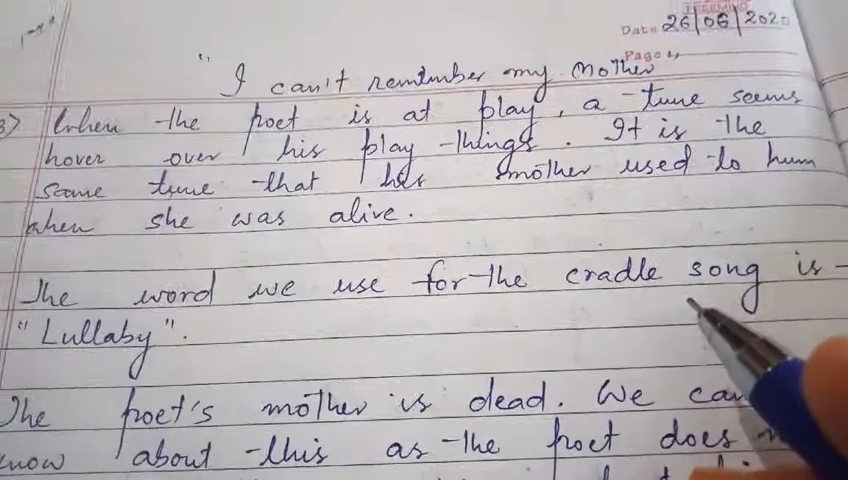 Date 26/06/2020
Page
"I can't remember my Mother
3) When the poet is at play, a tune seems
hover over his play things. It is the
same tune that his mother used to hum
when she was alive.
The word we use for the cradle song is -
"Lullaby".
The poet's mother is dead. We can
know about this as the poet does